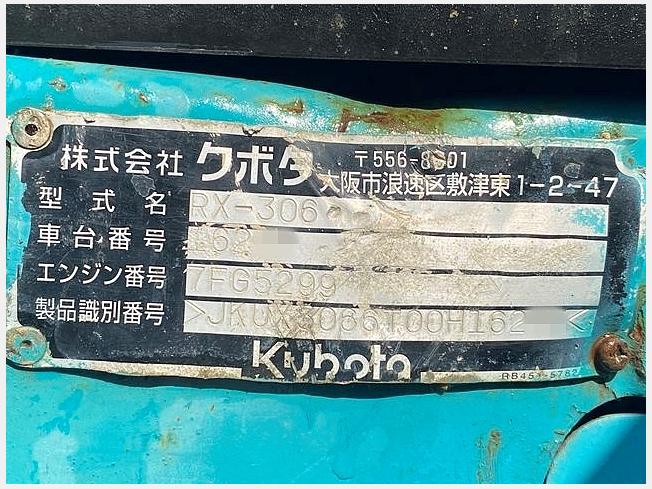 株式会社 クボタ 〒556-8601
大阪市浪速区敷津東1-2-47
型式名 RX-306
車台番号 162
エンジン番号 7FG5299
製品識別番号 >JKUX3066T00H162 <
Kubota
RB451-5782